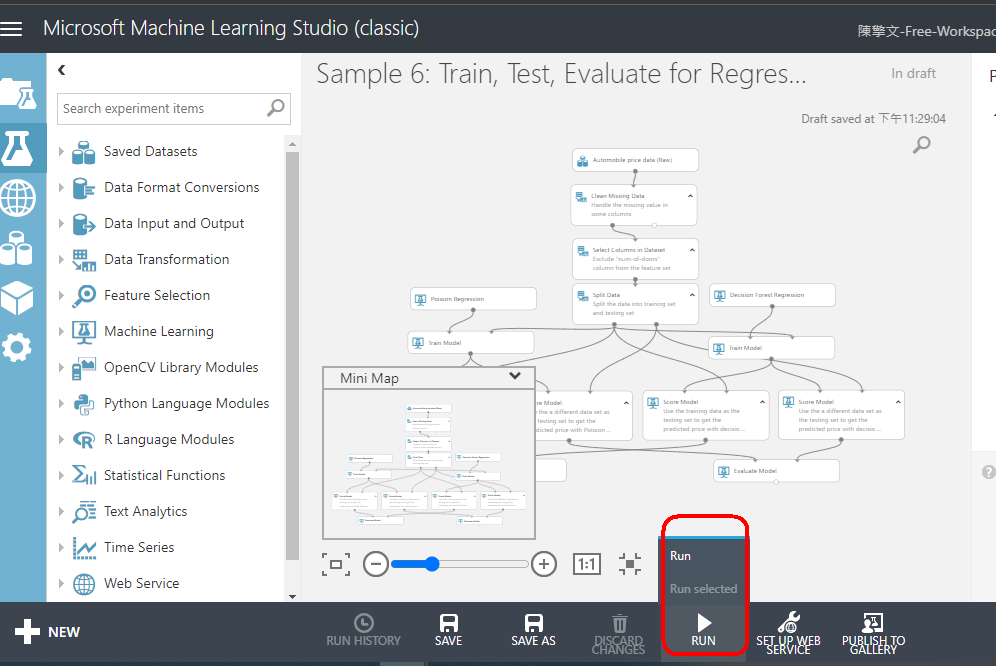 Microsoft Machine Learning Studio (classic)
陳擎文-Free-Workspac
Search experiment items
Saved Datasets
Data Format Conversions
Data Input and Output
Data Transformation
Feature Selection
Machine Learning
OpenCV Library Modules
Python Language Modules
R Language Modules
Statistical Functions
Text Analytics
Time Series
Web Service
Sample 6: Train, Test, Evaluate for Regres...
In draft
Draft saved at 下午11:29:04
P
Automobile price data (Raw)
Clean Missing Data
Handle the missing value in
some columns
Select Columns in Dataset
Exclude "num-of-doors"
column from the feature set
Split Data
Split the data into training set
and testing set
Poisson Regression
Train Model
Decision Forest Regression
Train Model
re Model
the a different data set as
testing set to get the
dicted price with Poisson ...
Score Model
Use the training data as the
testing set to get the
predicted price with decisio ...
Score Model
Use the a different data set as
the testing set to get the
predicted price with decisio ...
Evaluate Model
Mini Map
1:1
?
Run
Run selected
NEW
RUN HISTORY
SAVE
SAVE AS
DISCARD
CHANGES
RUN
SET UP WEB
SERVICE
PUBLISH TO
GALLERY